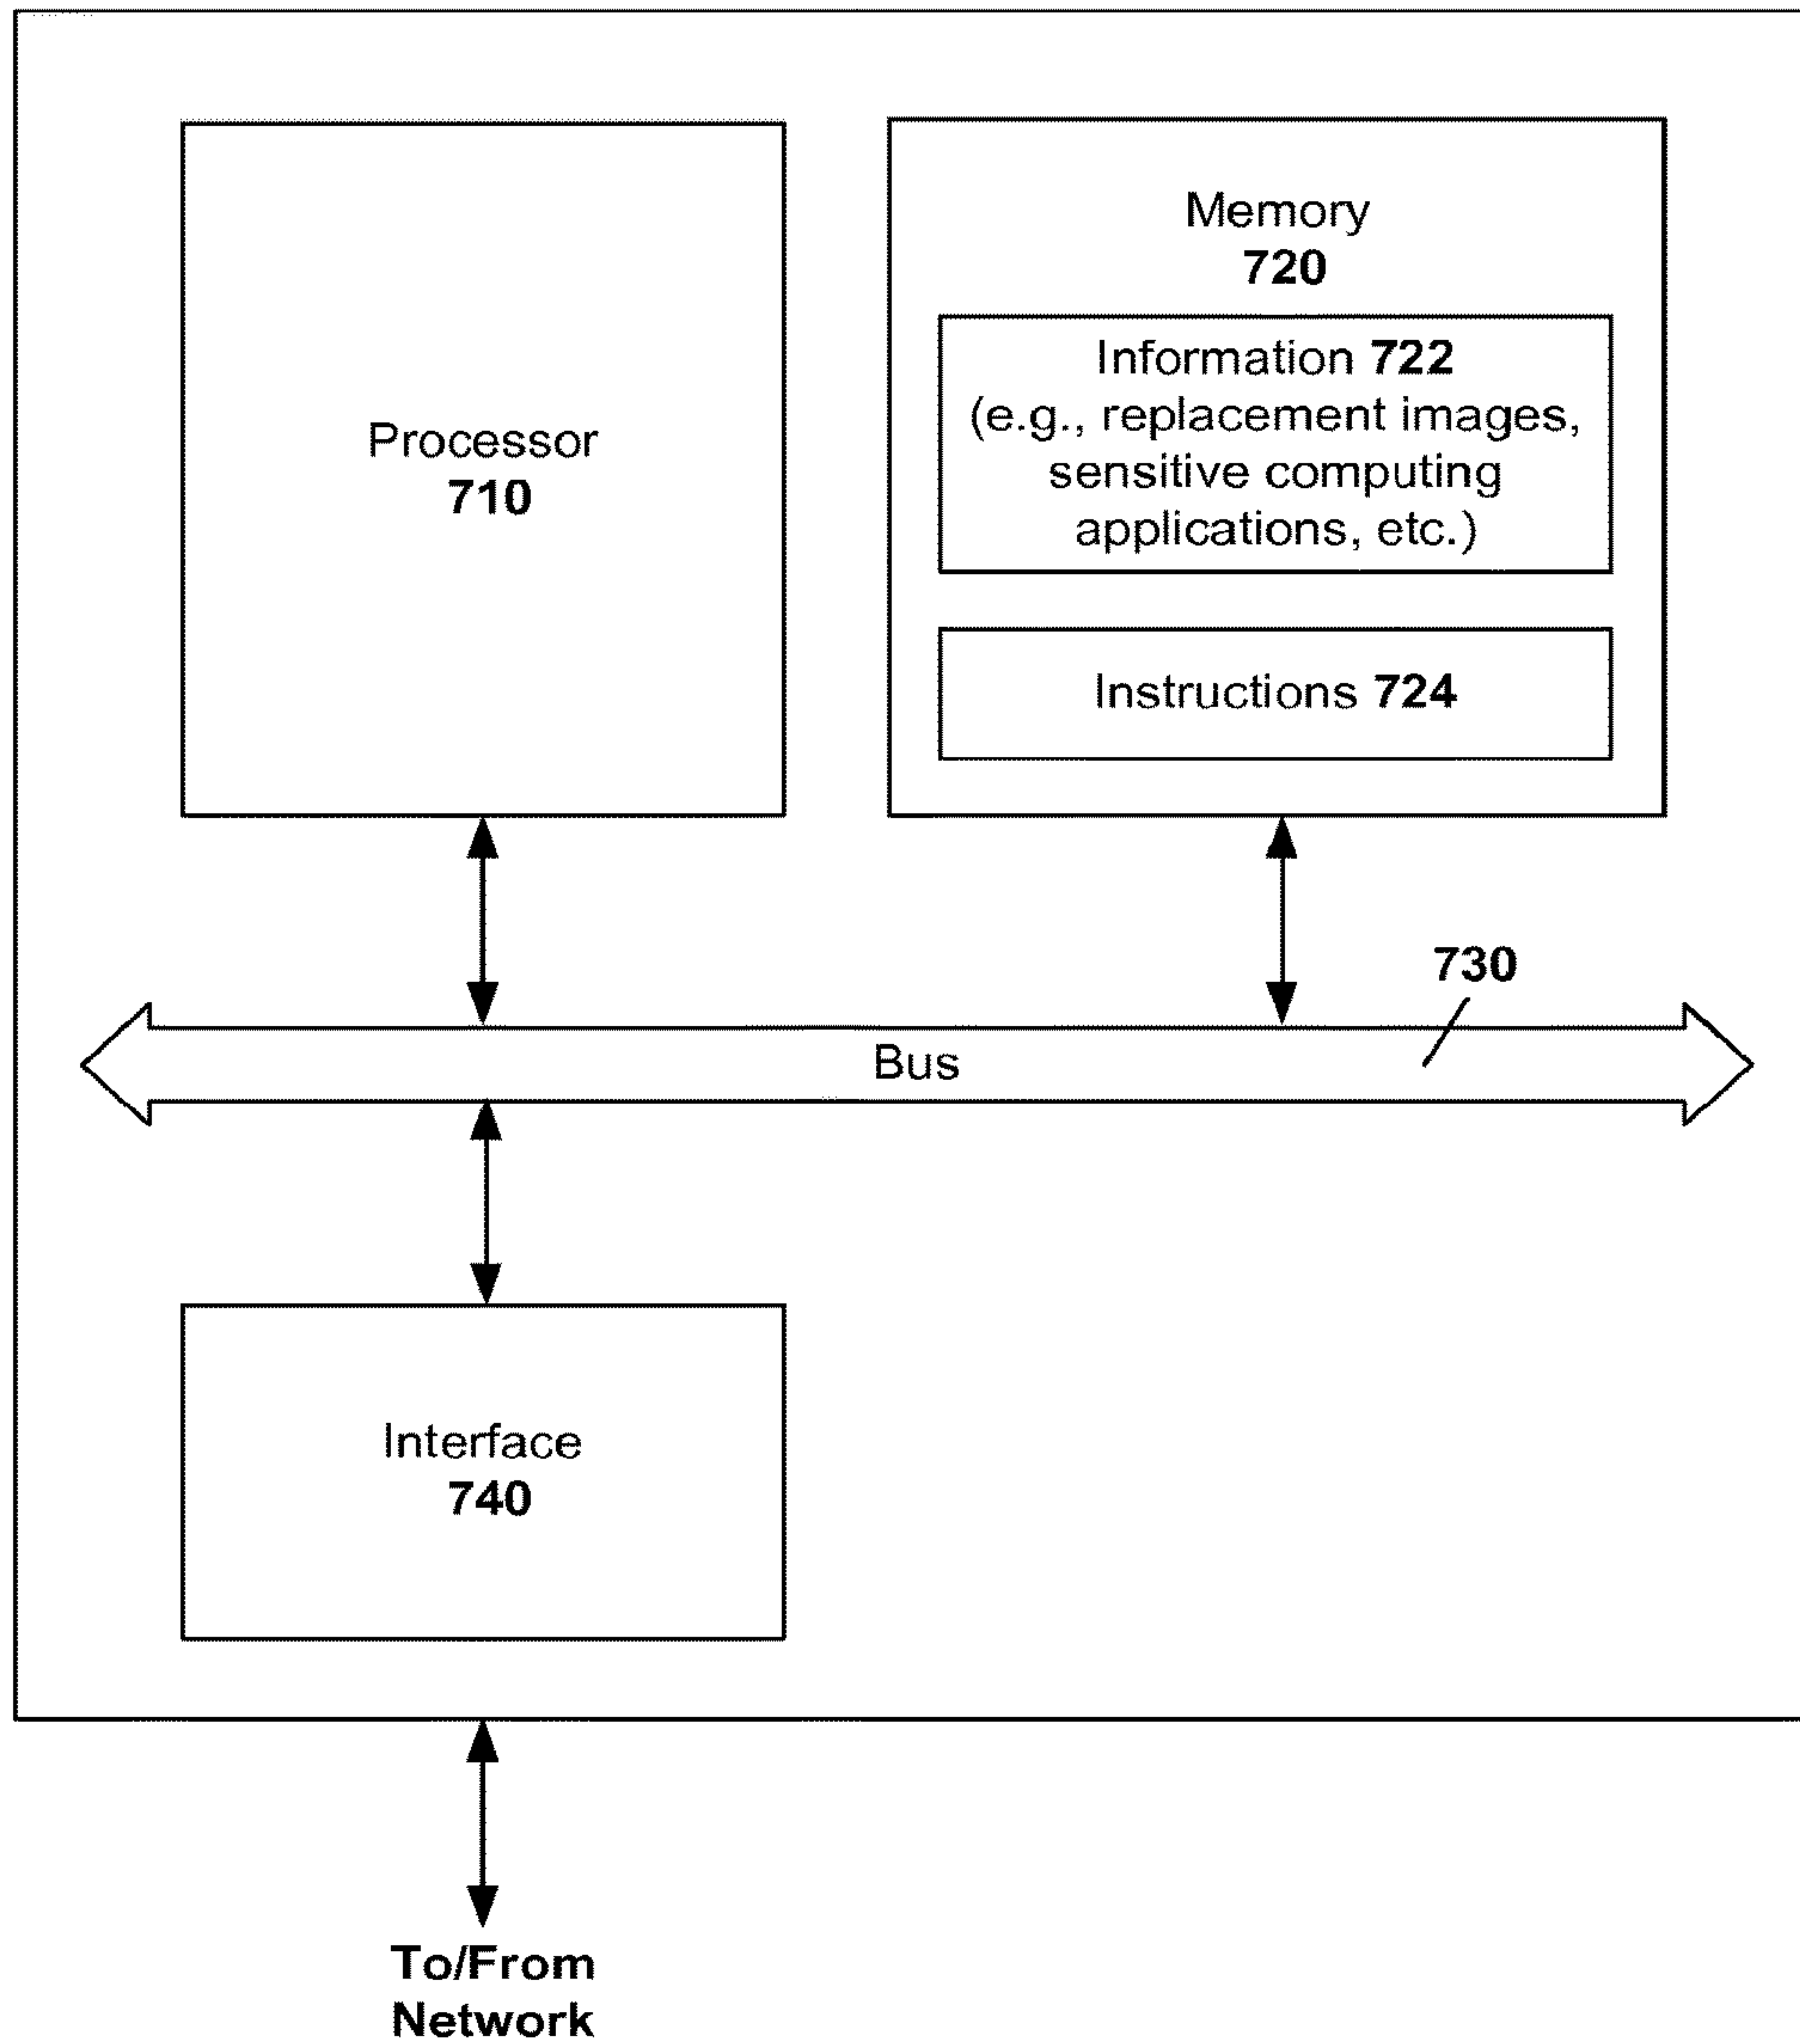 Processor
710
Memory
720
Information 722
(e.g., replacement images,
sensitive computing
applications, etc.)
Instructions 724
730
Bus
Interface
740
To/From
Network